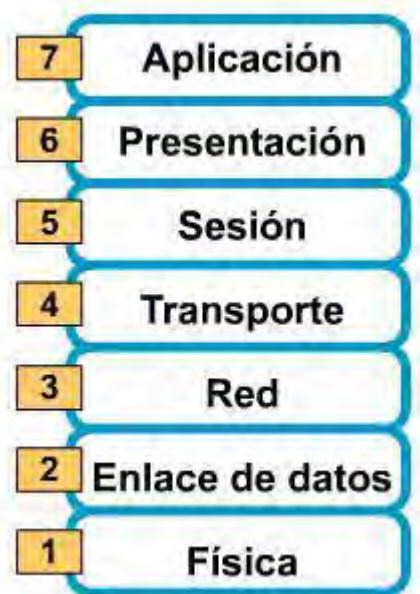 7 Aplicación
6 Presentación
5 Sesión
4 Transporte
3 Red
2 Enlace de datos
1 Física